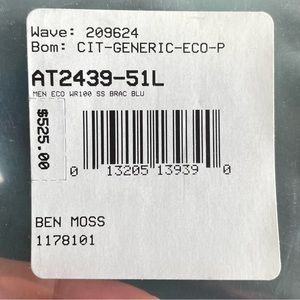 Wave: 209624
Bom: CIT-GENERIC-ECO-P
AT2439-51L
MEN ECO WR100 SS BRAC BLU
$525.00
0 13205 13939 0
BEN MOSS
1178101